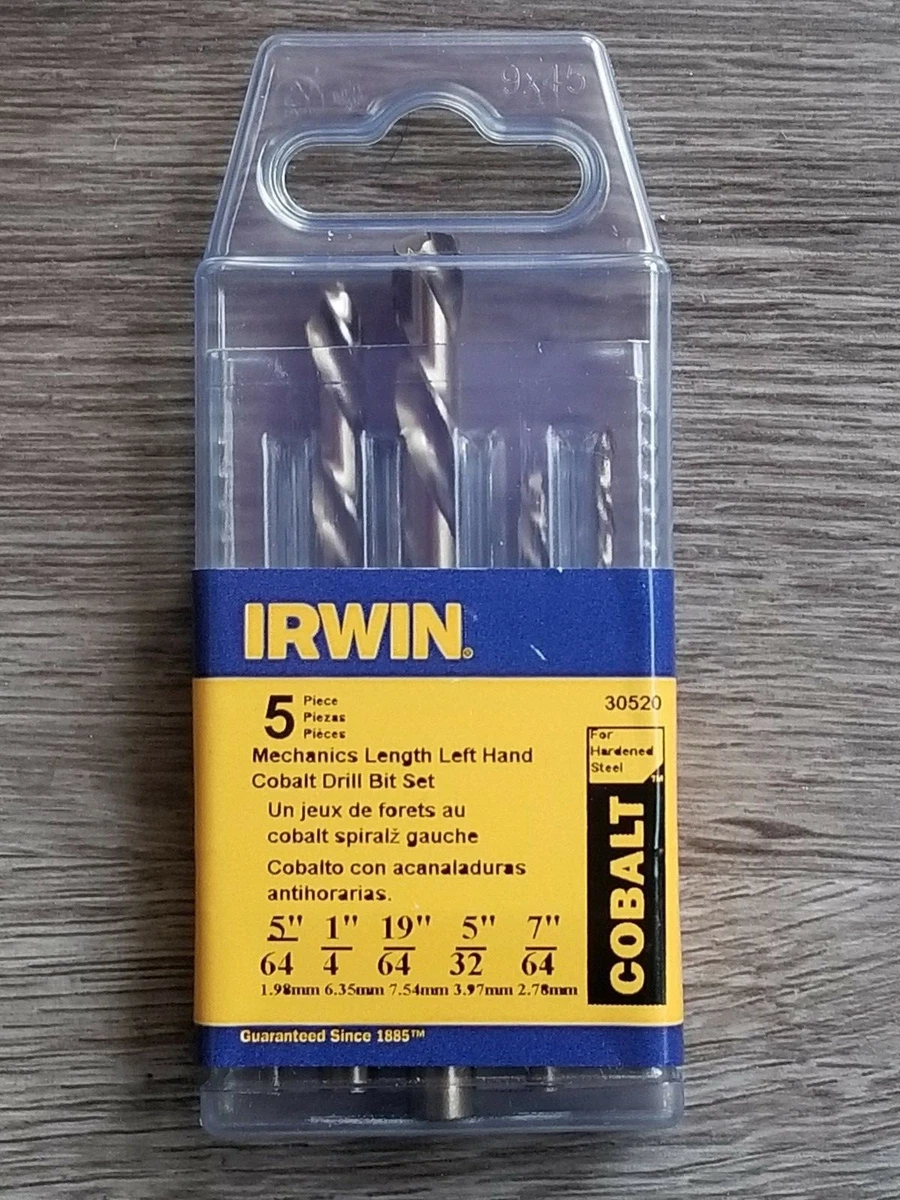 9x45
IRWIN®
5 Piece
Piezas
Pièces
30520
Mechanics Length Left Hand
Cobalt Drill Bit Set
Un jeux de forets au
cobalt spiralž gauche
Cobalto con acanaladuras
antihorarias.
For
Hardened
Steel
COBALT™
5"/64 1"/4 19"/64 5"/32 7"/64
1.98mm 6.35mm 7.54mm 3.97mm 2.78mm
Guaranteed Since 1885™